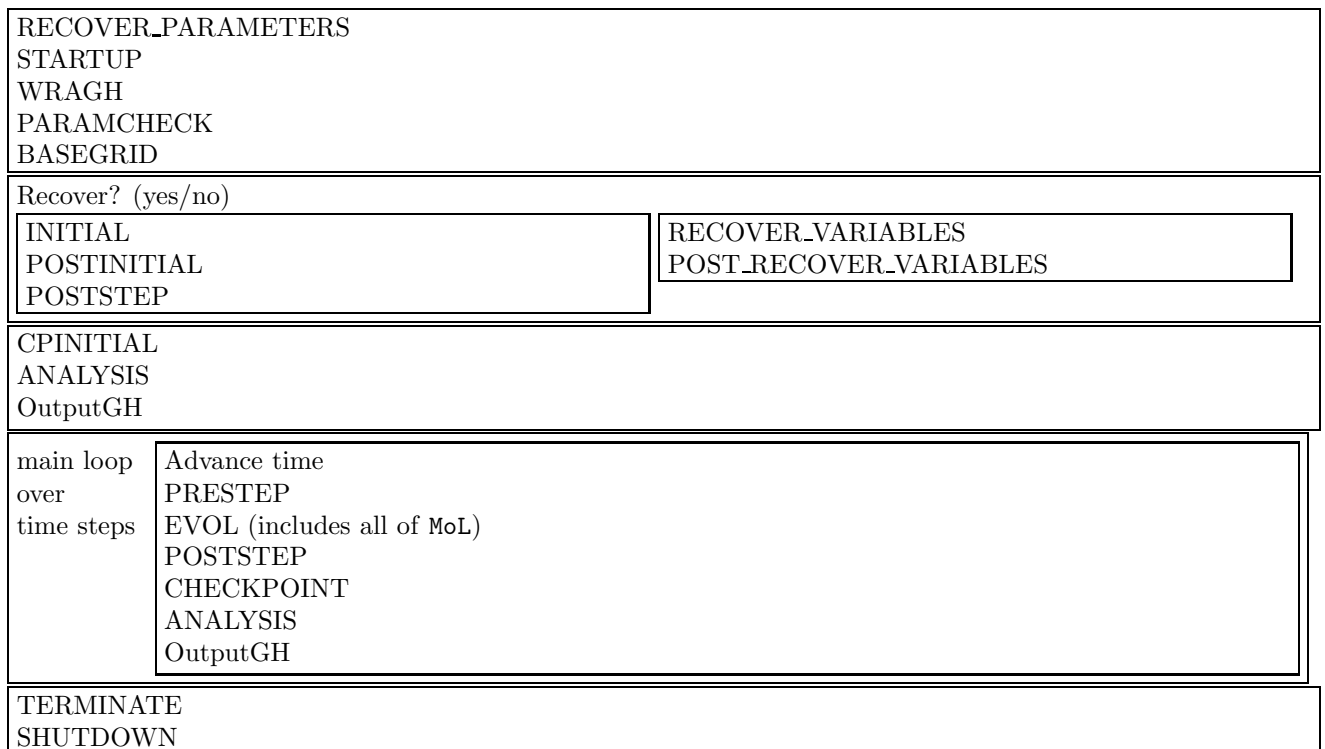 RECOVER_PARAMETERS
STARTUP
WRAGH
PARAMCHECK
BASEGRID
Recover? (yes/no)
INITIAL
POSTINITIAL
POSTSTEP
RECOVER_VARIABLES
POST_RECOVER_VARIABLES
CPINITIAL
ANALYSIS
OutputGH
main loop
over
time steps
Advance time
PRESTEP
EVOL (includes all of MoL)
POSTSTEP
CHECKPOINT
ANALYSIS
OutputGH
TERMINATE
SHUTDOWN